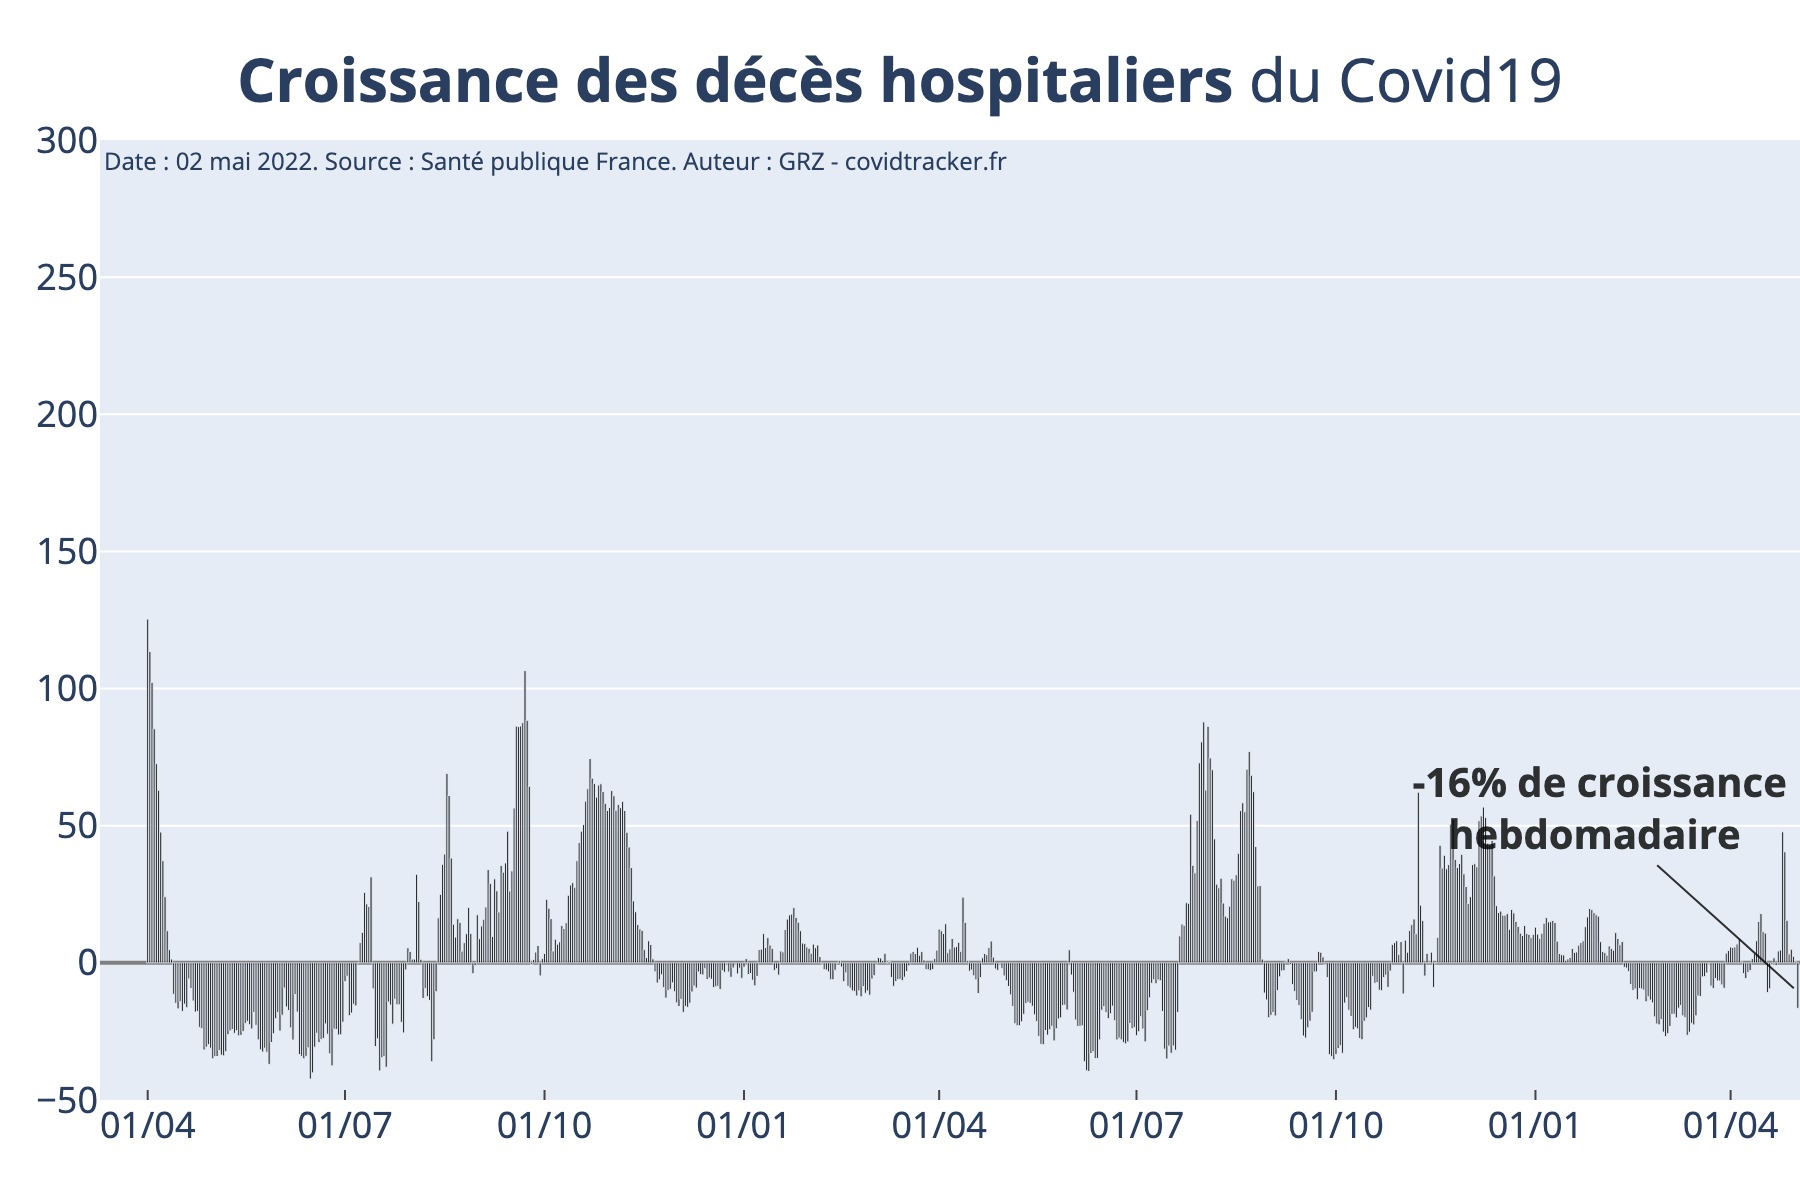 Croissance des décès hospitaliers du Covid19
300
Date : 02 mai 2022. Source : Santé publique France. Auteur : GRZ - covidtracker.fr
250
200
150
100
-16% de croissance
hebdomadaire
50
0
−50
01/04 01/07 01/10 01/01 01/04 01/07 01/10 01/01 01/04